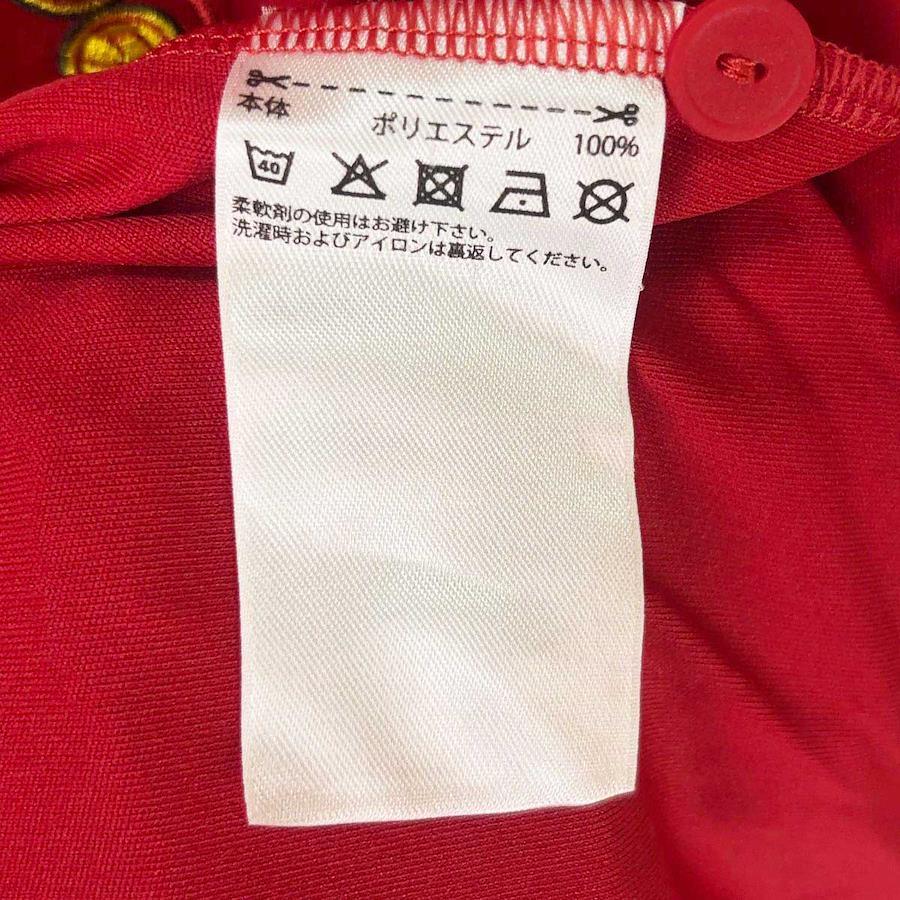 本体
ポリエステル 100%
40
柔軟剤の使用はお避け下さい。
洗濯時およびアイロンは裏返してください。